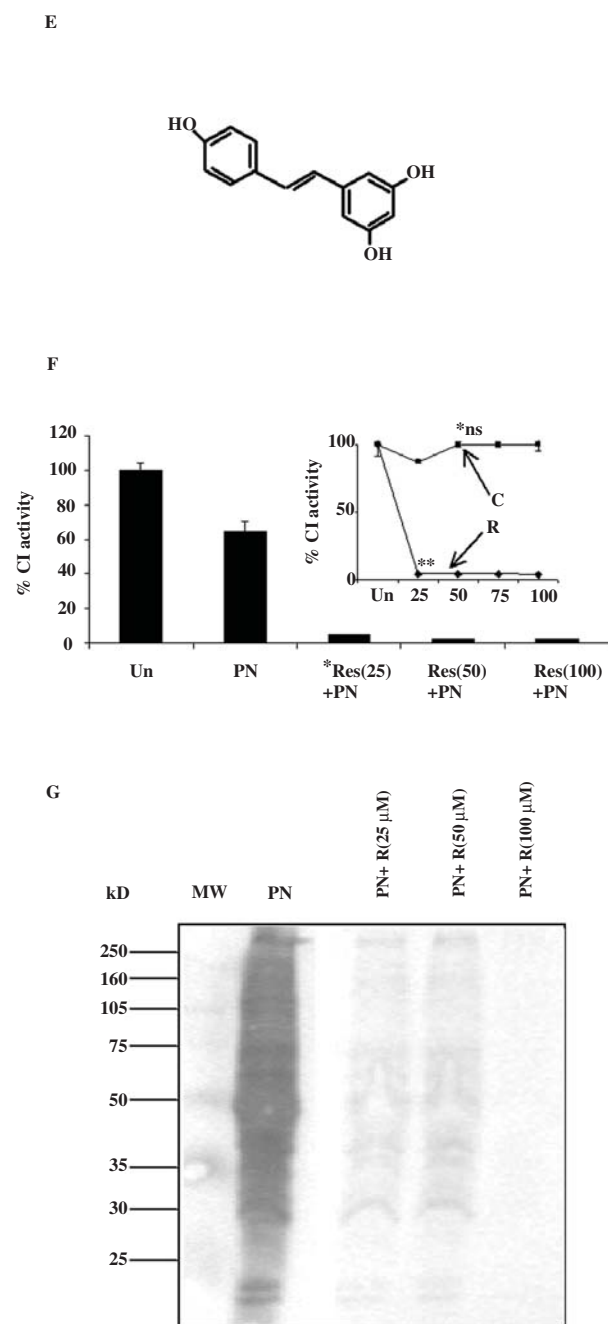 E
HO
OH
OH
F
120
100
80
60
40
20
0
% CI activity
Un
PN
*Res(25)
+PN
Res(50)
+PN
Res(100)
+PN
100
50
0
% CI activity
*ns
C
R
**
Un
25
50
75
100
G
kD
MW
PN
PN+ R(25 μM)
PN+ R(50 μM)
PN+ R(100 μM)
250
160
105
75
50
35
30
25